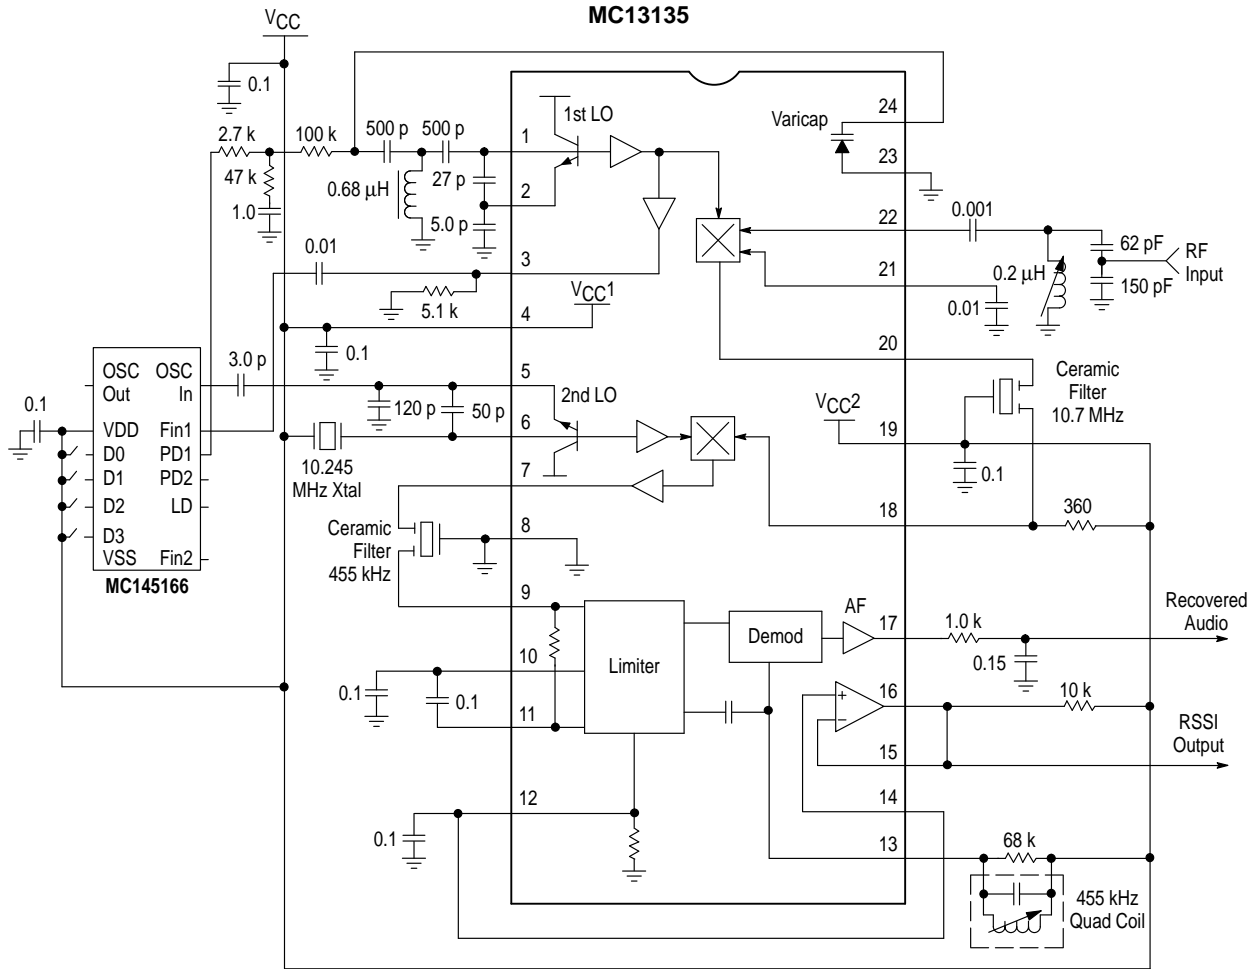 MC13135
VCC
0.1
2.7 k
100 k
500 p
500 p
47 k
1.0
0.68 µH
27 p
5.0 p
0.01
5.1 k
VCC1
0.1
1
2
3
4
5
6
7
8
9
10
11
12
1st LO
2nd LO
Varicap
24
23
22
21
20
19
18
17
16
15
14
13
0.001
0.2 µH
62 pF
150 pF
RF
Input
0.01
Ceramic
Filter
10.7 MHz
VCC2
0.1
360
OSC
Out
OSC
In
VDD
Fin1
D0
PD1
D1
PD2
D2
LD
D3
VSS
Fin2
MC145166
0.1
3.0 p
120 p
50 p
10.245
MHz Xtal
Ceramic
Filter
455 kHz
Limiter
Demod
AF
+
–
1.0 k
0.15
Recovered
Audio
10 k
RSSI
Output
0.1
0.1
0.1
68 k
455 kHz
Quad Coil